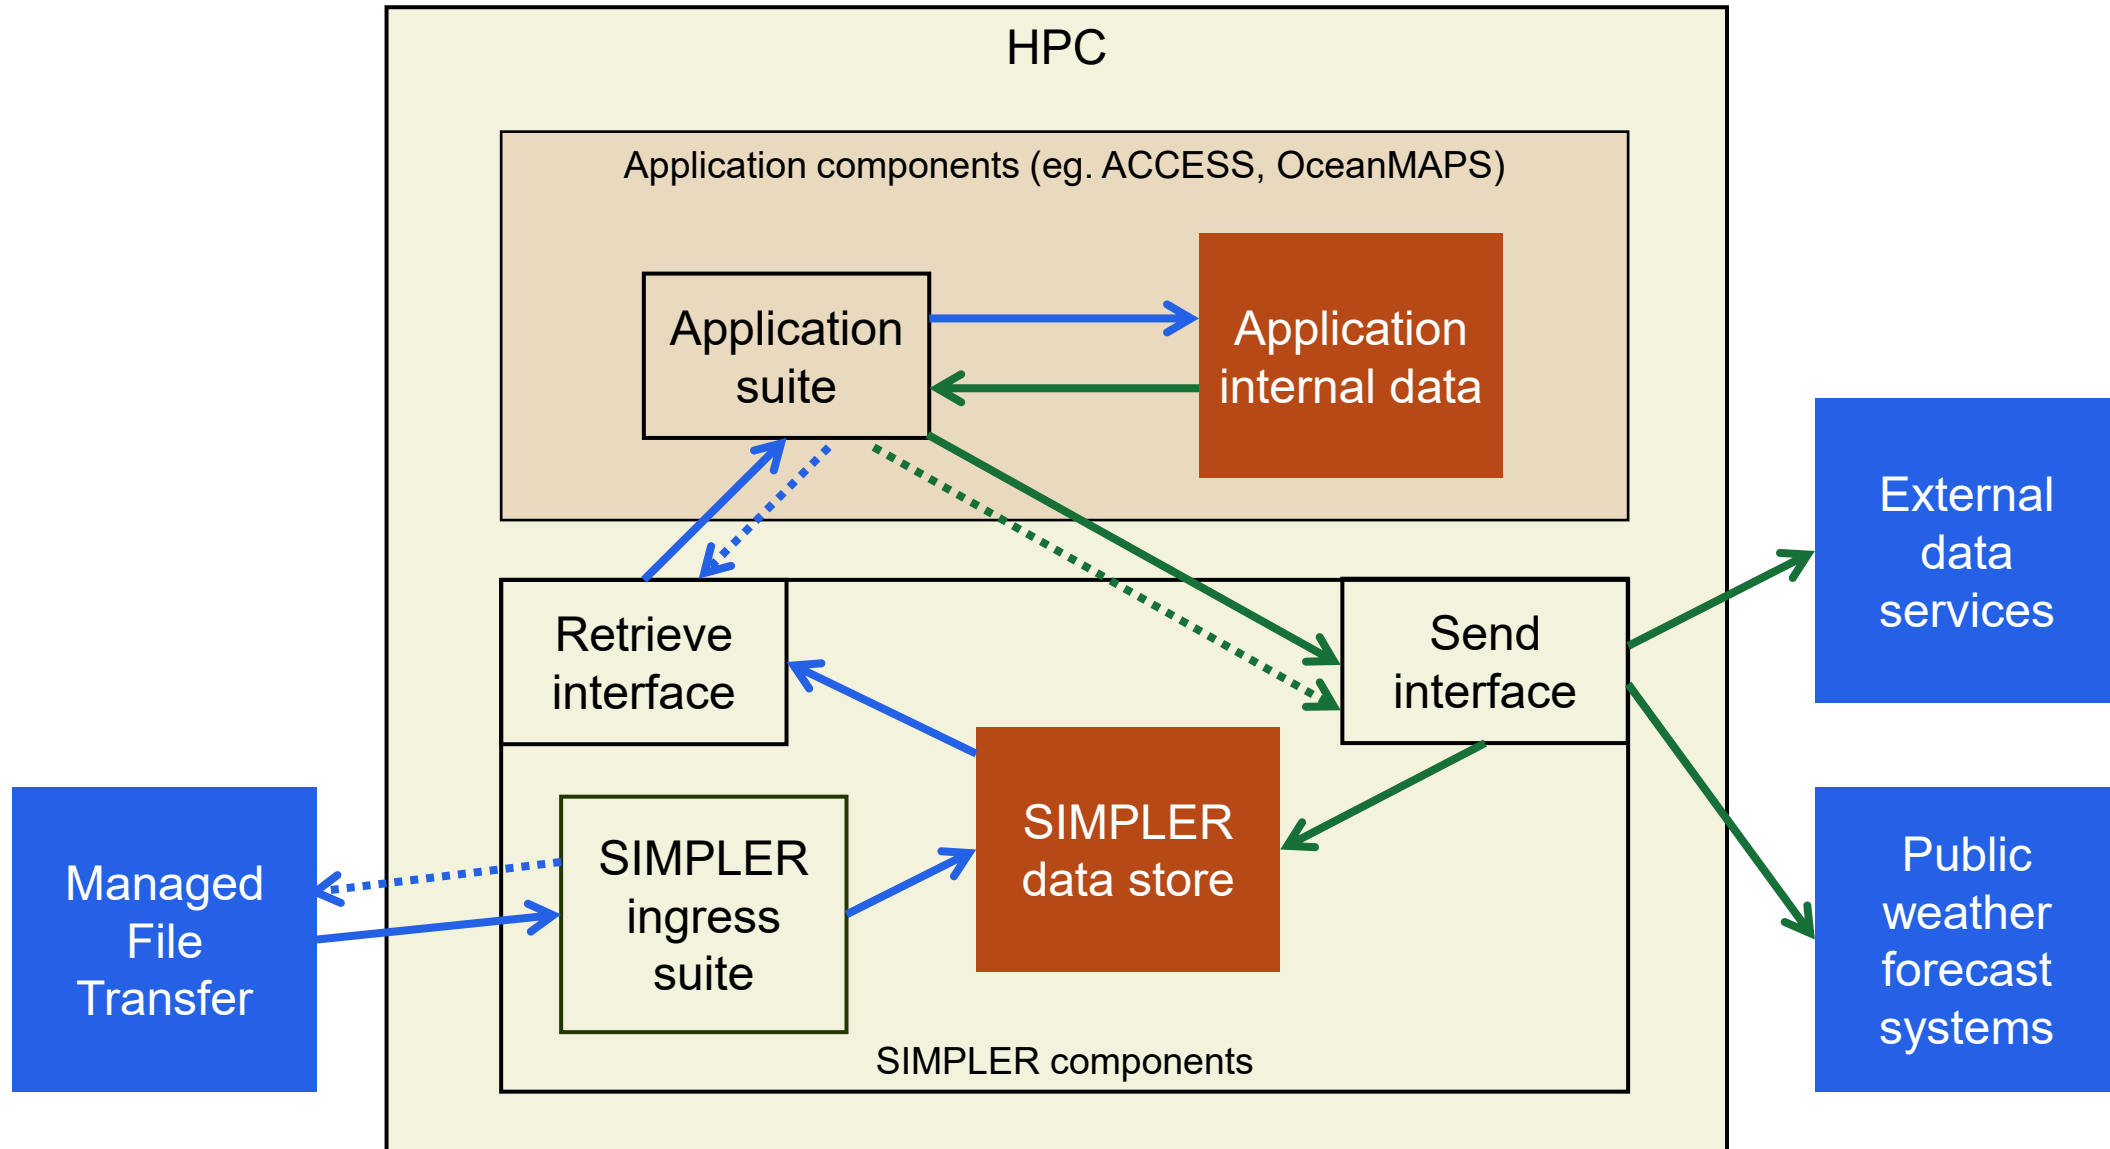 HPC
Application components (eg. ACCESS, OceanMAPS)
Application
suite
Application
internal data
External
data
services
Retrieve
interface
Send
interface
Managed
File
Transfer
SIMPLER
ingress
suite
SIMPLER
data store
Public
weather
forecast
systems
SIMPLER components